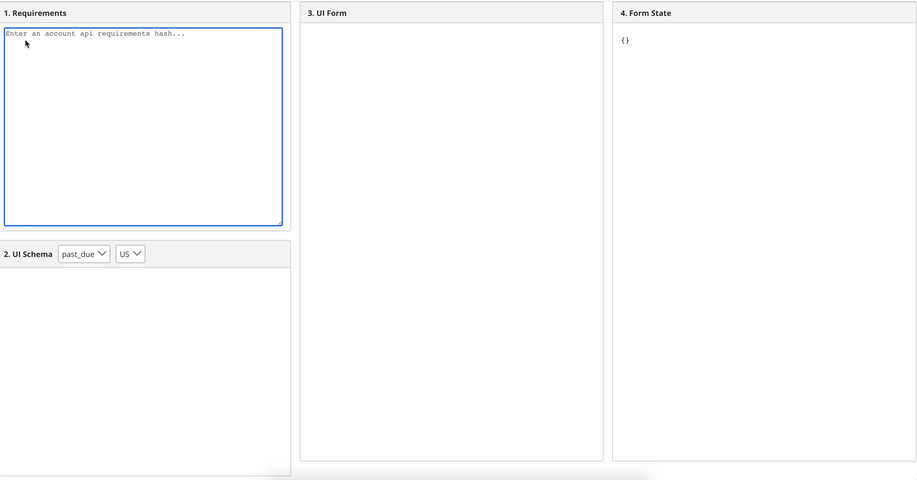 1. Requirements
Enter an account api requirements hash...
2. UI Schema past_due US
3. UI Form
4. Form State
{}